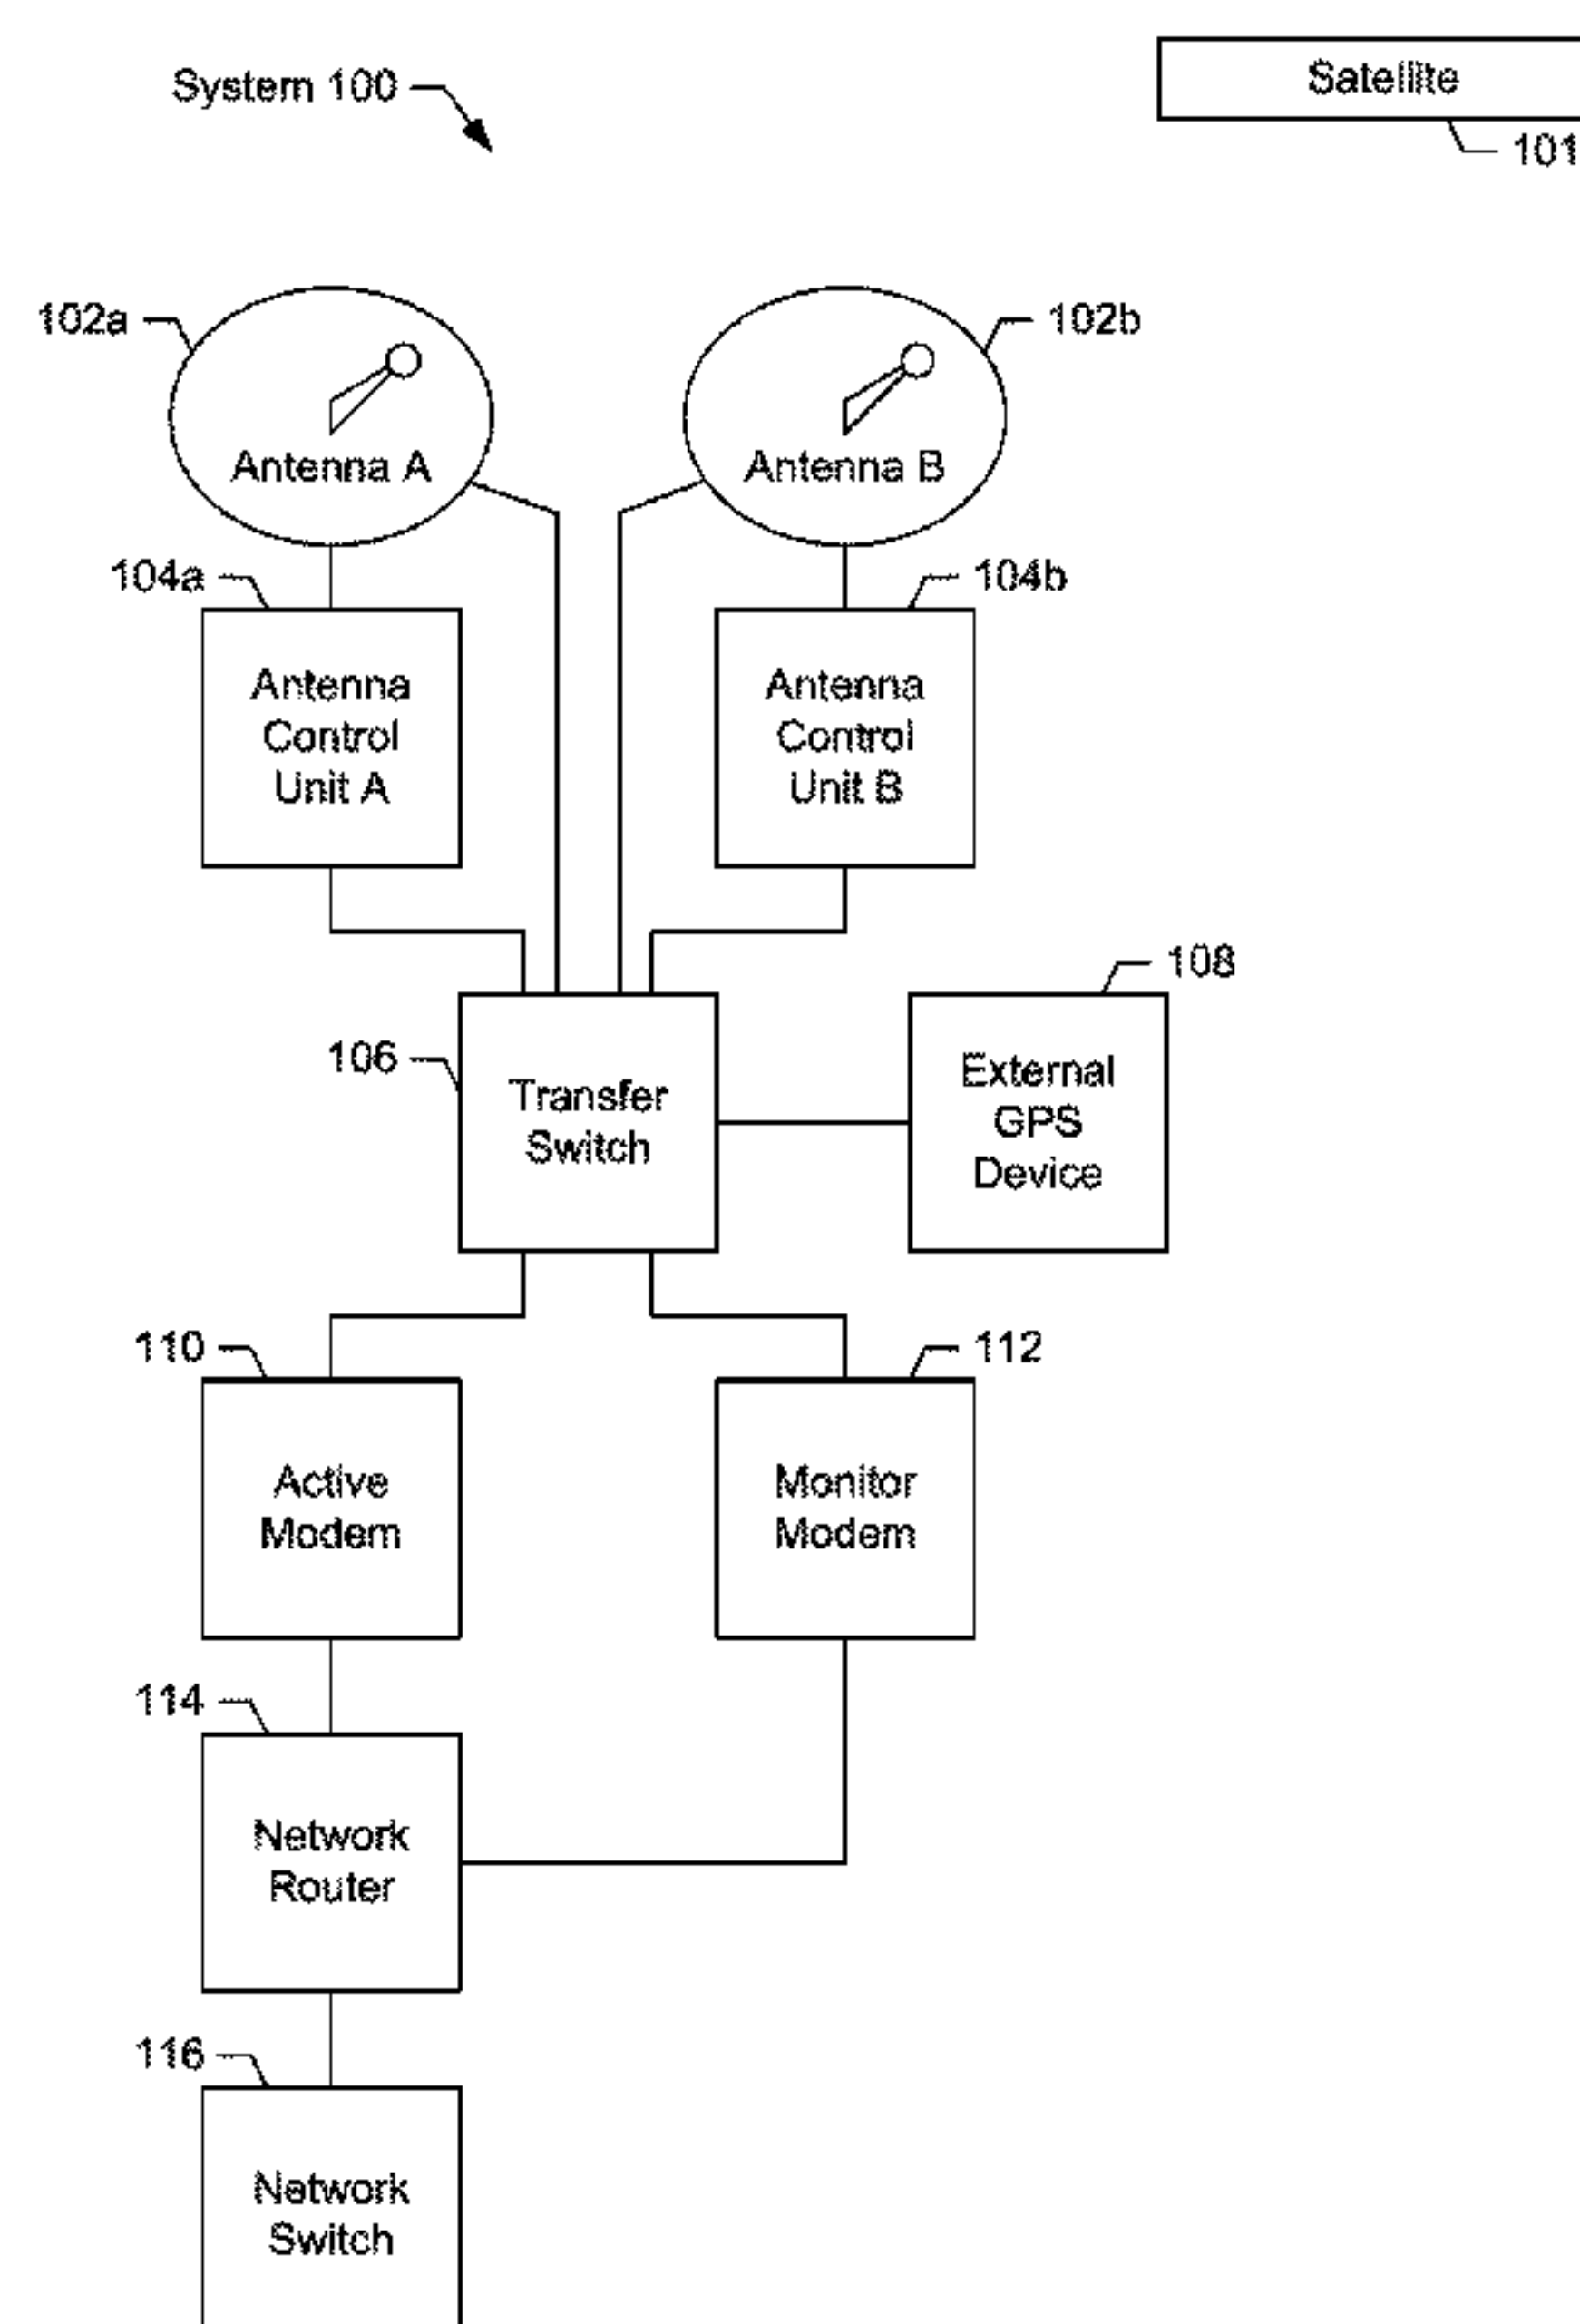 System 100
Satellite
101
102a
102b
Antenna A
Antenna B
104a
104b
Antenna
Control
Unit A
Antenna
Control
Unit B
108
106
Transfer
Switch
External
GPS
Device
110
112
Active
Modem
Monitor
Modem
114
Network
Router
116
Network
Switch